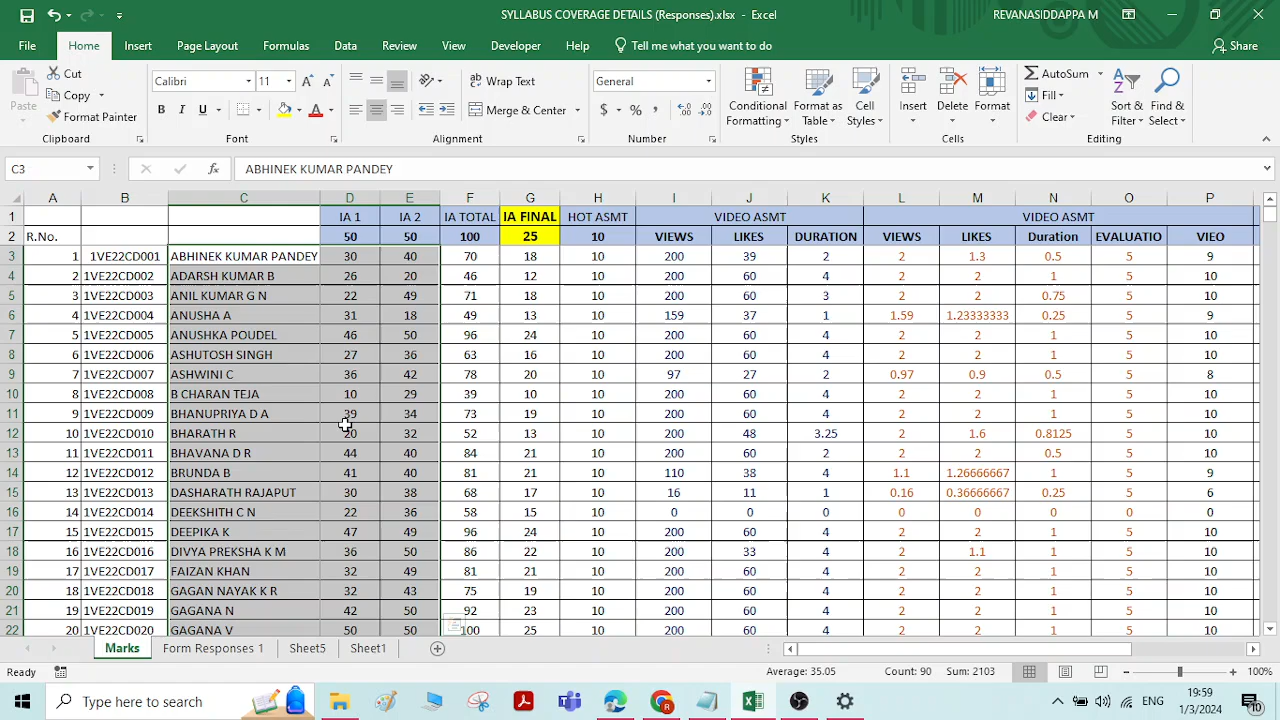 SYLLABUS COVERAGE DETAILS (Responses).xlsx - Excel
REVANASIDDAPPA M
File Home Insert Page Layout Formulas Data Review View Developer Help Tell me what you want to do Share
Paste
Cut
Copy
Format Painter
Clipboard
Calibri 11
B I U
Font
Wrap Text
Merge & Center
Alignment
General
$ % ,
Number
Conditional Formatting
Format as Table
Cell Styles
Styles
Insert Delete Format
Cells
AutoSum
Fill
Clear
Sort & Filter
Find & Select
Editing
C3 fx ABHINEK KUMAR PANDEY
A B C D E F G H I J K L M N O P
1 IA 1 IA 2 IA TOTAL IA FINAL HOT ASMT VIDEO ASMT VIDEO ASMT
2 R.No. 50 50 100 25 10 VIEWS LIKES DURATION VIEWS LIKES Duration EVALUATIO VIEO
3 1 1VE22CD001 ABHINEK KUMAR PANDEY 30 40 70 18 10 200 39 2 2 1.3 0.5 5 9
4 2 1VE22CD002 ADARSH KUMAR B 26 20 46 12 10 200 60 4 2 2 1 5 10
5 3 1VE22CD003 ANIL KUMAR G N 22 49 71 18 10 200 60 3 2 2 0.75 5 10
6 4 1VE22CD004 ANUSHA A 31 18 49 13 10 159 37 1 1.59 1.23333333 0.25 5 9
7 5 1VE22CD005 ANUSHKA POUDEL 46 50 96 24 10 200 60 4 2 2 1 5 10
8 6 1VE22CD006 ASHUTOSH SINGH 27 36 63 16 10 200 60 4 2 2 1 5 10
9 7 1VE22CD007 ASHWINI C 36 42 78 20 10 97 27 2 0.97 0.9 0.5 5 8
10 8 1VE22CD008 B CHARAN TEJA 10 29 39 10 10 200 60 4 2 2 1 5 10
11 9 1VE22CD009 BHANUPRIYA D A 39 34 73 19 10 200 60 4 2 2 1 5 10
12 10 1VE22CD010 BHARATH R 20 32 52 13 10 200 48 3.25 2 1.6 0.8125 5 10
13 11 1VE22CD011 BHAVANA D R 44 40 84 21 10 200 60 2 2 2 0.5 5 10
14 12 1VE22CD012 BRUNDA B 41 40 81 21 10 110 38 4 1.1 1.26666667 1 5 9
15 13 1VE22CD013 DASHARATH RAJAPUT 30 38 68 17 10 16 11 1 0.16 0.36666667 0.25 5 6
16 14 1VE22CD014 DEEKSHITH C N 22 36 58 15 10 0 0 0 0 0 0 0 0
17 15 1VE22CD015 DEEPIKA K 47 49 96 24 10 200 60 4 2 2 1 5 10
18 16 1VE22CD016 DIVYA PREKSHA K M 36 50 86 22 10 200 33 4 2 1.1 1 5 10
19 17 1VE22CD017 FAIZAN KHAN 32 49 81 21 10 200 60 4 2 2 1 5 10
20 18 1VE22CD018 GAGAN NAYAK K R 32 43 75 19 10 200 60 4 2 2 1 5 10
21 19 1VE22CD019 GAGANA N 42 50 92 23 10 200 60 4 2 2 1 5 10
22 20 1VE22CD020 GAGANA V 50 50 100 25 10 200 60 4 2 2 1 5 10
Marks Form Responses 1 Sheet5 Sheet1
Ready Average: 35.05 Count: 90 Sum: 2103 100%
Type here to search
ENG
19:59
1/3/2024
10